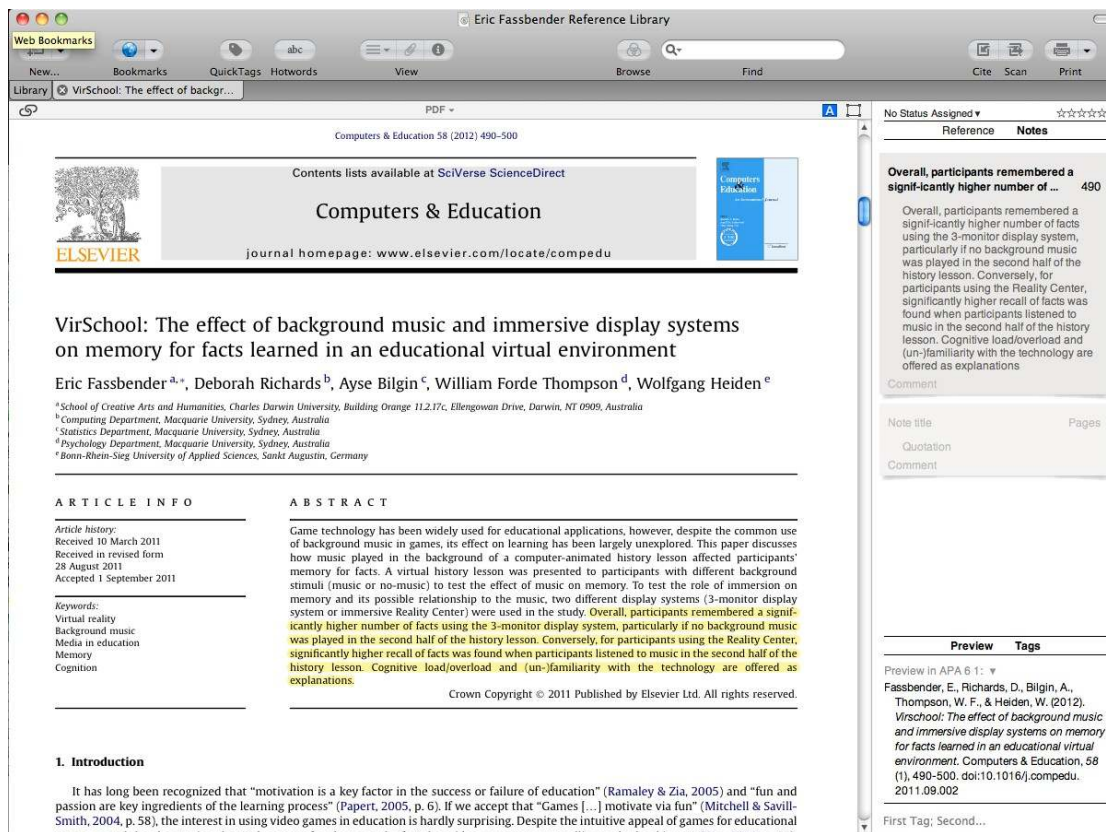 Eric Fassbender Reference Library
Web Bookmarks
New... Bookmarks QuickTags Hotwords View Browse Find Cite Scan Print
abc
Library VirSchool: The effect of backgr...
PDF
A
Computers & Education 58 (2012) 490–500
Contents lists available at SciVerse ScienceDirect
Computers & Education
journal homepage: www.elsevier.com/locate/compedu
ELSEVIER
Computers & Education
VirSchool: The effect of background music and immersive display systems
on memory for facts learned in an educational virtual environment
Eric Fassbender a,*, Deborah Richards b, Ayse Bilgin c, William Forde Thompson d, Wolfgang Heiden e
a School of Creative Arts and Humanities, Charles Darwin University, Building Orange 11.2.17c, Ellengowan Drive, Darwin, NT 0909, Australia
b Computing Department, Macquarie University, Sydney, Australia
c Statistics Department, Macquarie University, Sydney, Australia
d Psychology Department, Macquarie University, Sydney, Australia
e Bonn-Rhein-Sieg University of Applied Sciences, Sankt Augustin, Germany
ARTICLE INFO
Article history:
Received 10 March 2011
Received in revised form
28 August 2011
Accepted 1 September 2011
Keywords:
Virtual reality
Background music
Media in education
Memory
Cognition
ABSTRACT
Game technology has been widely used for educational applications, however, despite the common use
of background music in games, its effect on learning has been largely unexplored. This paper discusses
how music played in the background of a computer-animated history lesson affected participants'
memory for facts. A virtual history lesson was presented to participants with different background
stimuli (music or no-music) to test the effect of music on memory. To test the role of immersion on
memory and its possible relationship to the music, two different display systems (3-monitor display
system or immersive Reality Center) were used in the study. Overall, participants remembered a signif-
icantly higher number of facts using the 3-monitor display system, particularly if no background music
was played in the second half of the history lesson. Conversely, for participants using the Reality Center,
significantly higher recall of facts was found when participants listened to music in the second half of the
history lesson. Cognitive load/overload and (un-)familiarity with the technology are offered as
explanations.
Crown Copyright © 2011 Published by Elsevier Ltd. All rights reserved.
1. Introduction
It has long been recognized that “motivation is a key factor in the success or failure of education” (Ramaley & Zia, 2005) and “fun and
passion are key ingredients of the learning process” (Papert, 2005, p. 6). If we accept that “Games […] motivate via fun” (Mitchell & Savill-
Smith, 2004, p. 58), the interest in using video games in education is hardly surprising. Despite the intuitive appeal of games for educational
No Status Assigned
Reference Notes
Overall, participants remembered a
signif-icantly higher number of ... 490
Overall, participants remembered a
signif-icantly higher number of facts
using the 3-monitor display system,
particularly if no background music
was played in the second half of the
history lesson. Conversely, for
participants using the Reality Center,
significantly higher recall of facts was
found when participants listened to
music in the second half of the history
lesson. Cognitive load/overload and
(un-)familiarity with the technology are
offered as explanations
Comment
Note title Pages
Quotation
Comment
Preview Tags
Preview in APA 6 1:
Fassbender, E., Richards, D., Bilgin, A.,
Thompson, W. F., & Heiden, W. (2012).
Virschool: The effect of background music
and immersive display systems on memory
for facts learned in an educational virtual
environment. Computers & Education, 58
(1), 490-500. doi:10.1016/j.compedu.
2011.09.002
First Tag; Second...